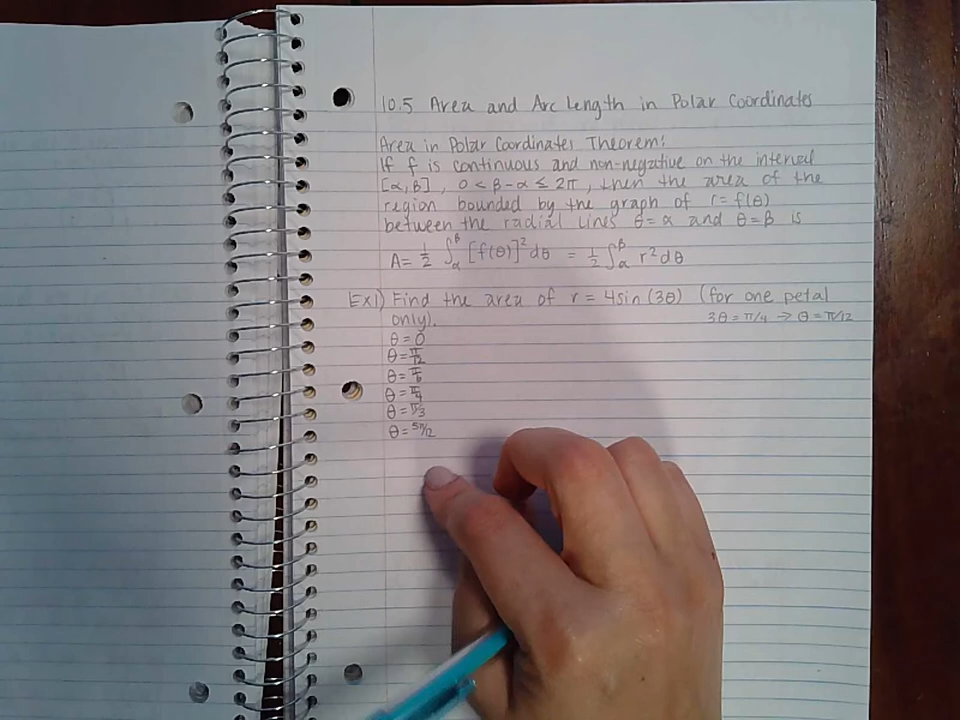 10.5 Area and Arc Length in Polar Coordinates
Area in Polar Coordinates Theorem:
If f is continuous and non-negative on the interval
[α, β], 0 < β - α ≤ 2π, then the area of the
region bounded by the graph of r = f(θ)
between the radial lines θ = α and θ = β is
A = 1/2 ∫_α^β [f(θ)]² dθ = 1/2 ∫_α^β r² dθ
Ex1) Find the area of r = 4sin(3θ) (for one petal
only). 3θ = π/4 → θ = π/12
θ = 0
θ = π/12
θ = π/6
θ = π/4
θ = π/3
θ = 5π/12